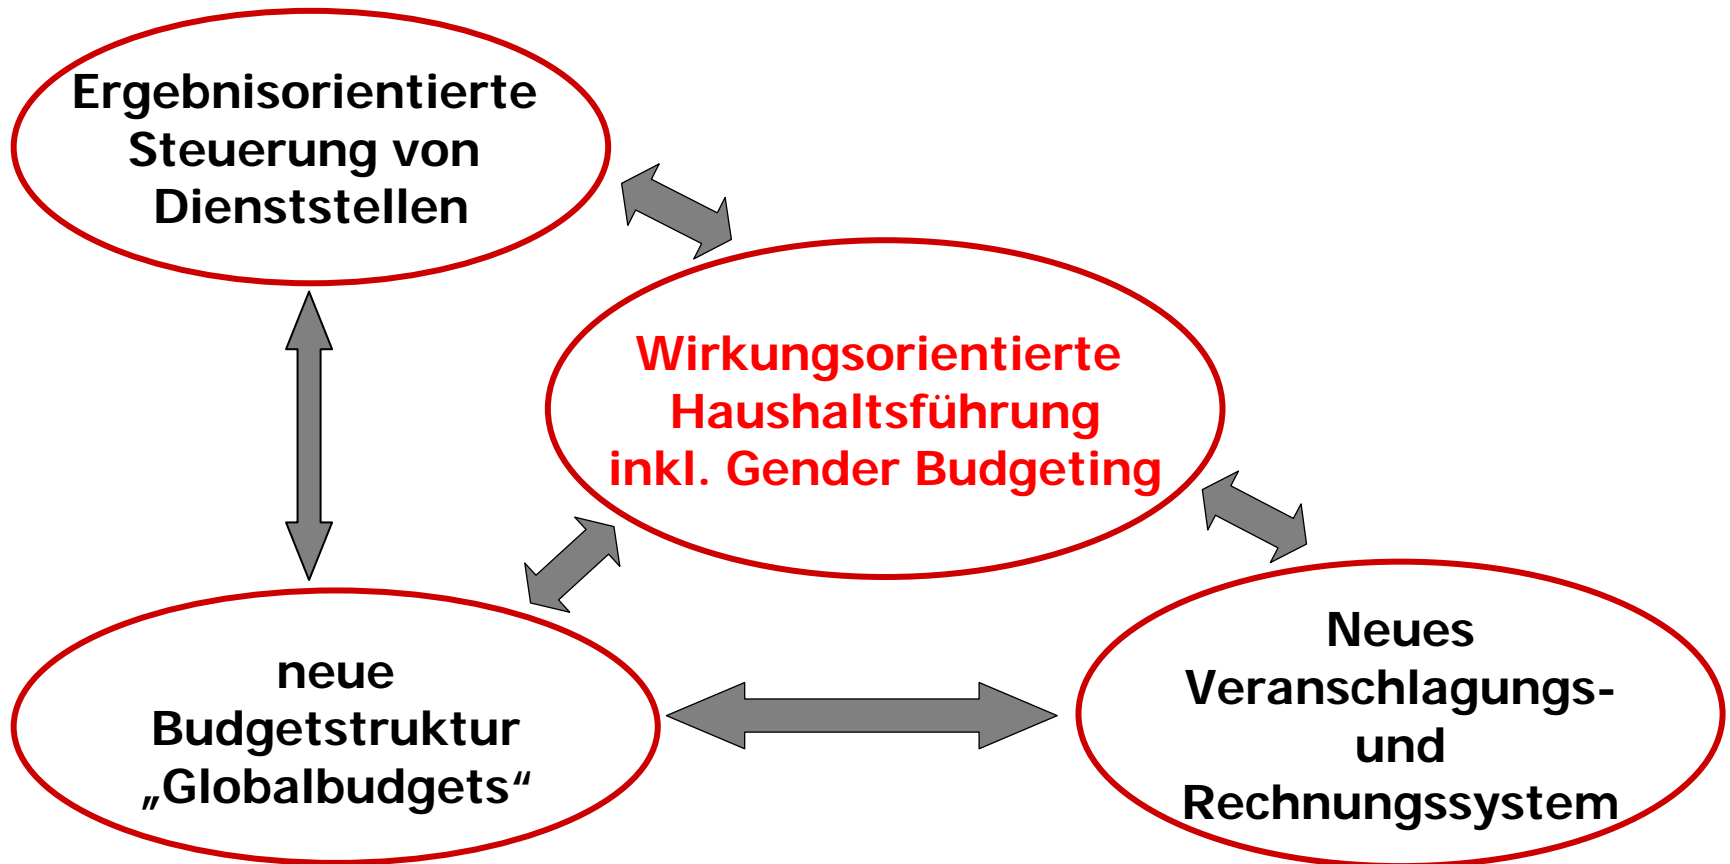 Ergebnisorientierte
Steuerung von
Dienststellen
Wirkungsorientierte
Haushaltsführung
inkl. Gender Budgeting
neue
Budgetstruktur
„Globalbudgets“
Neues
Veranschlagungs-
und
Rechnungssystem